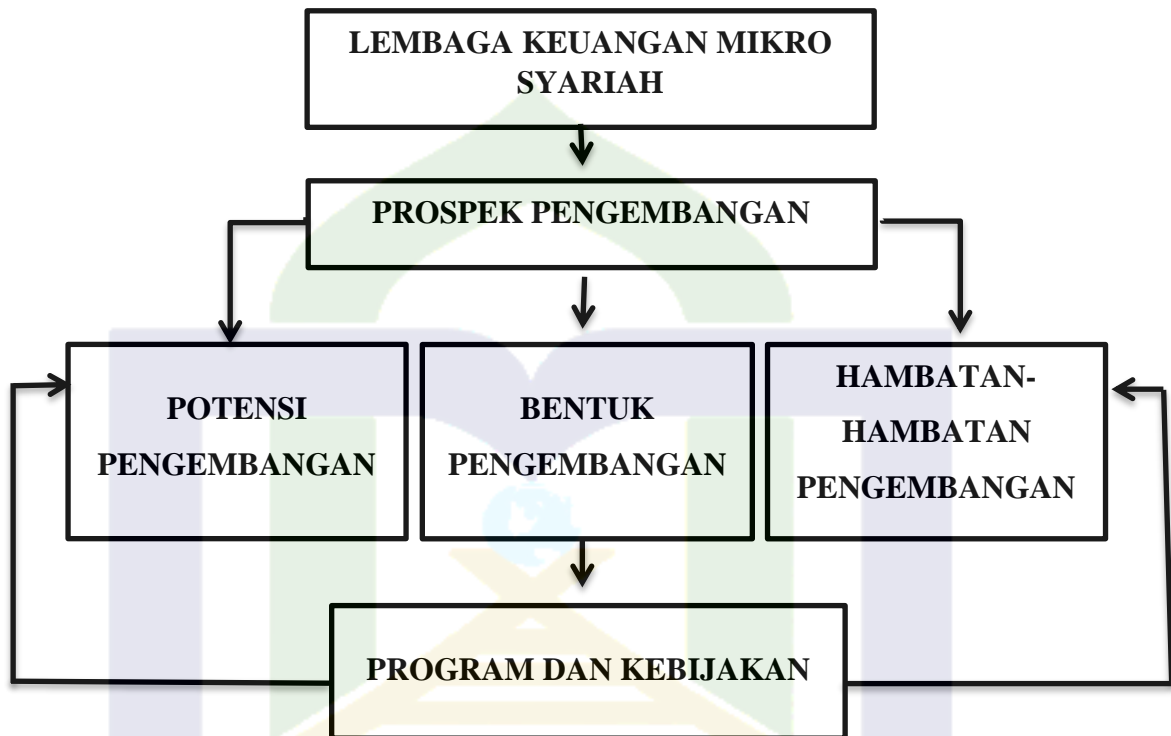 LEMBAGA KEUANGAN MIKRO
SYARIAH
PROSPEK PENGEMBANGAN
POTENSI
PENGEMBANGAN
BENTUK
PENGEMBANGAN
HAMBATAN-
HAMBATAN
PENGEMBANGAN
PROGRAM DAN KEBIJAKAN